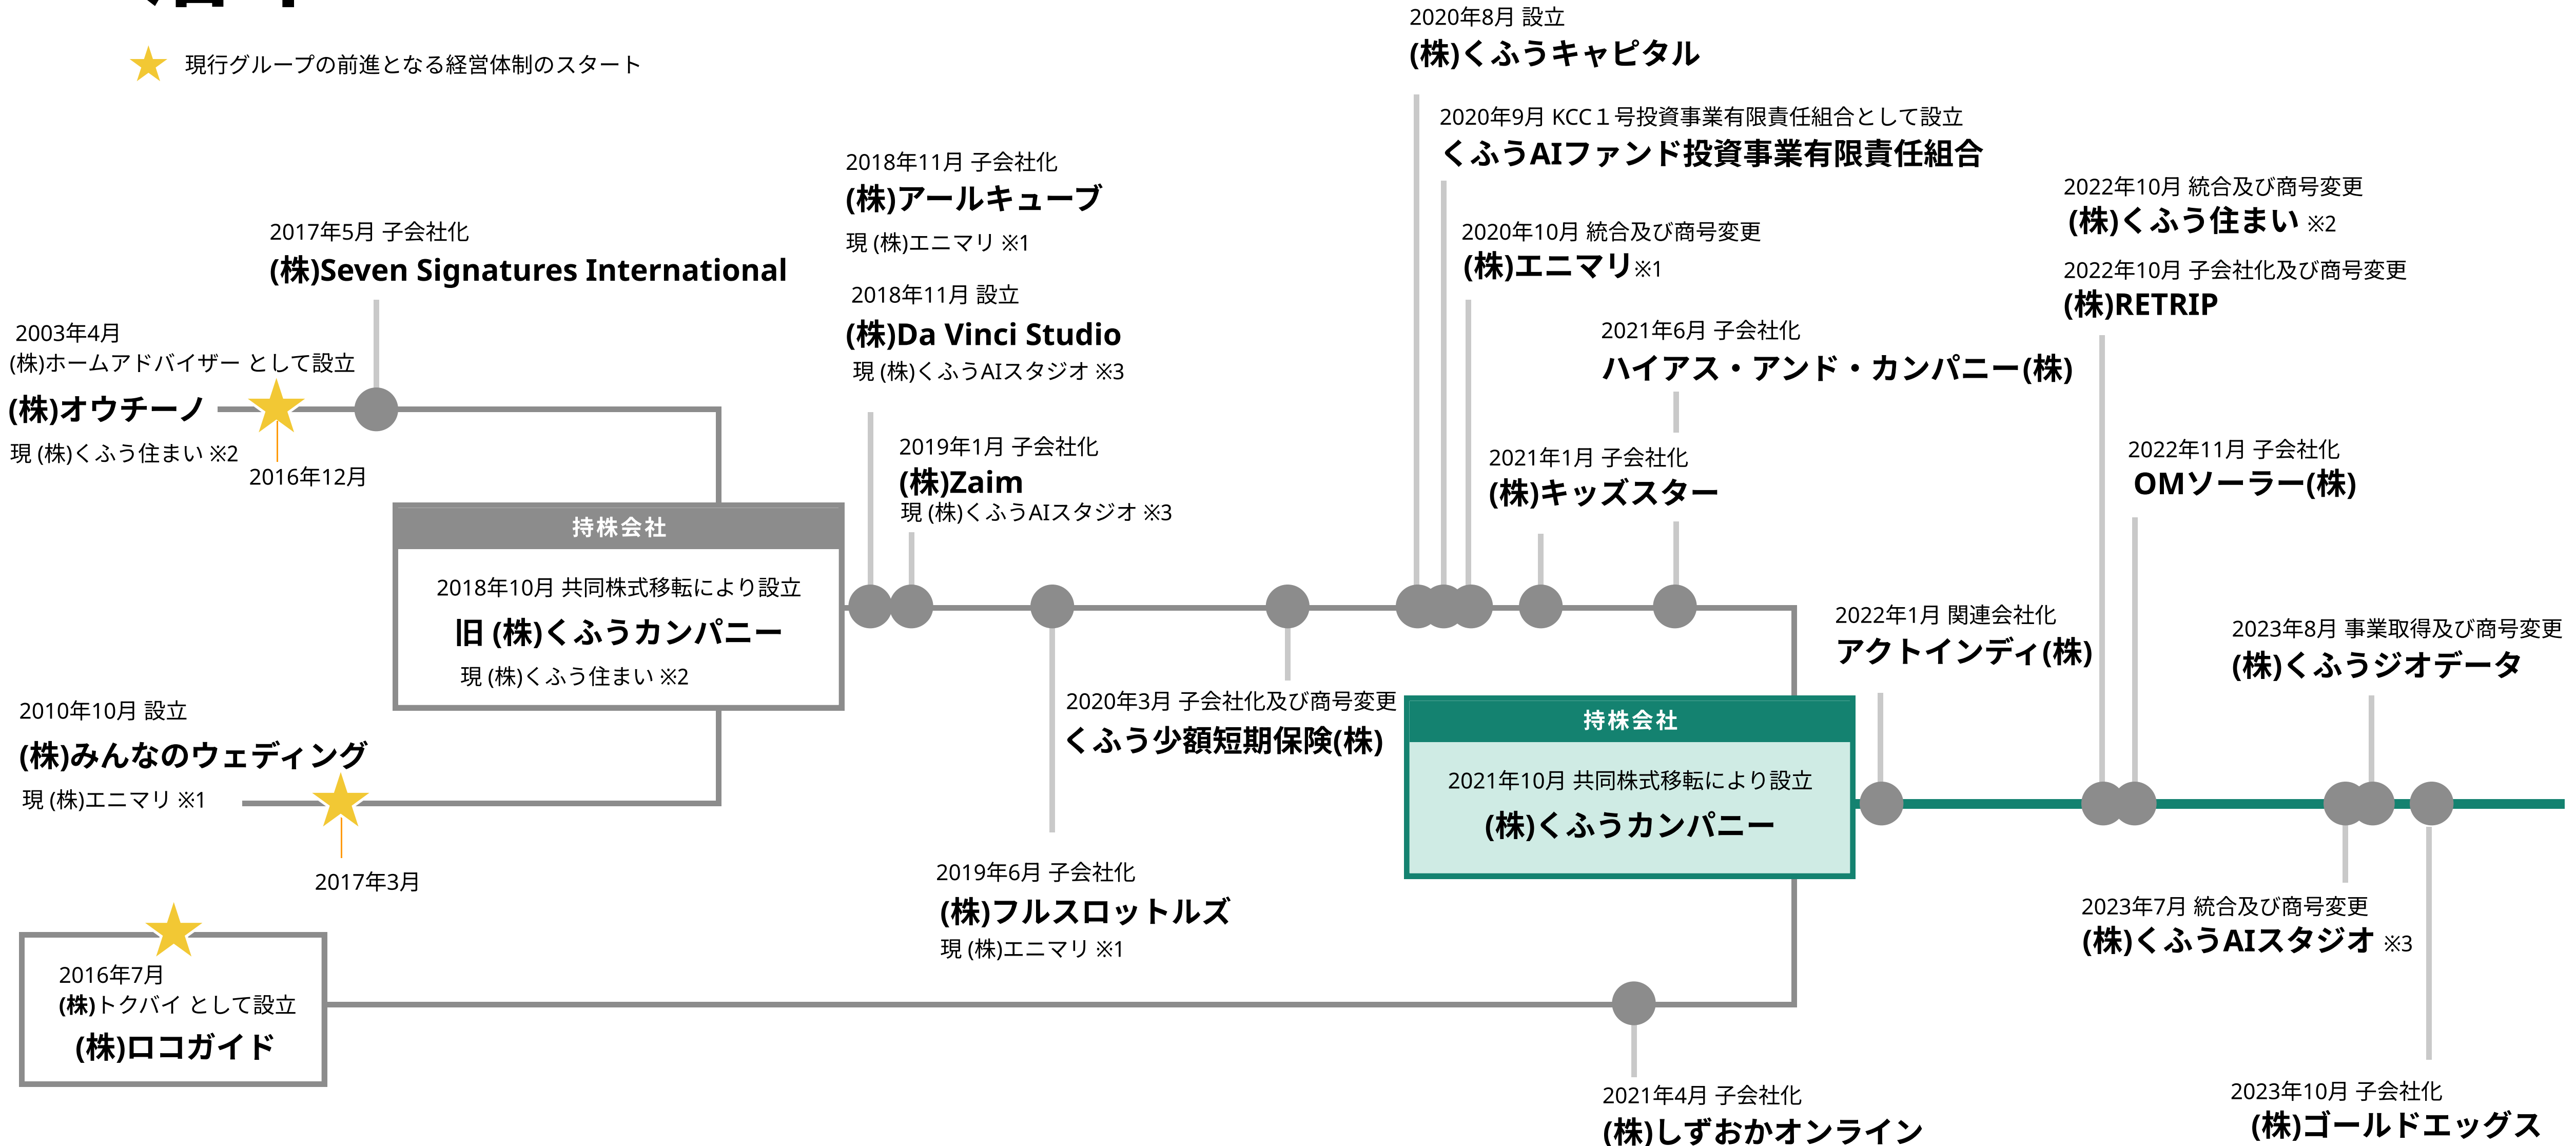 現行グループの前進となる経営体制のスタート
2003年4月
(株)ホームアドバイザー として設立
(株)オウチーノ
現 (株)くふう住まい ※2
2016年12月
2017年5月 子会社化
(株)Seven Signatures International
持株会社
2018年10月 共同株式移転により設立
旧 (株)くふうカンパニー
現 (株)くふう住まい ※2
2010年10月 設立
(株)みんなのウェディング
現 (株)エニマリ ※1
2017年3月
2016年7月
(株)トクバイ として設立
(株)ロコガイド
2018年11月 子会社化
(株)アールキューブ
現 (株)エニマリ ※1
2018年11月 設立
(株)Da Vinci Studio
現 (株)くふうAIスタジオ ※3
2019年1月 子会社化
(株)Zaim
現 (株)くふうAIスタジオ ※3
2019年6月 子会社化
(株)フルスロットルズ
現 (株)エニマリ ※1
2020年3月 子会社化及び商号変更
くふう少額短期保険(株)
2020年8月 設立
(株)くふうキャピタル
2020年9月 KCC１号投資事業有限責任組合として設立
くふうAIファンド投資事業有限責任組合
2020年10月 統合及び商号変更
(株)エニマリ※1
2021年1月 子会社化
(株)キッズスター
2021年6月 子会社化
ハイアス・アンド・カンパニー(株)
2021年4月 子会社化
(株)しずおかオンライン
持株会社
2021年10月 共同株式移転により設立
(株)くふうカンパニー
2022年1月 関連会社化
アクトインディ(株)
2022年10月 統合及び商号変更
(株)くふう住まい ※2
2022年10月 子会社化及び商号変更
(株)RETRIP
2022年11月 子会社化
OMソーラー(株)
2023年7月 統合及び商号変更
(株)くふうAIスタジオ ※3
2023年8月 事業取得及び商号変更
(株)くふうジオデータ
2023年10月 子会社化
(株)ゴールドエッグス